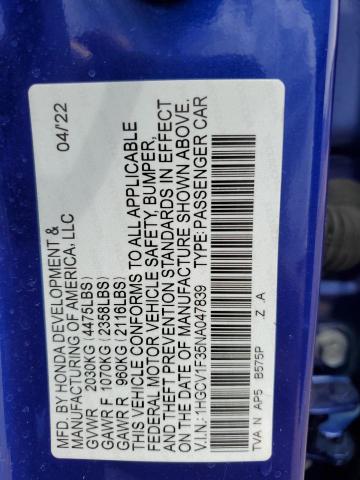 MFD. BY HONDA DEVELOPMENT &
MANUFACTURING OF AMERICA, LLC 04/22
GVWR 2030KG (4475LBS)
GAWR F 1070KG (2358LBS)
GAWR R 960KG (2116LBS)
THIS VEHICLE CONFORMS TO ALL APPLICABLE
FEDERAL MOTOR VEHICLE SAFETY, BUMPER,
AND THEFT PREVENTION STANDARDS IN EFFECT
ON THE DATE OF MANUFACTURE SHOWN ABOVE.
V.I.N.: 1HGCV1F35NA047839 TYPE: PASSENGER CAR
TVA N AP5 B575P Z .A